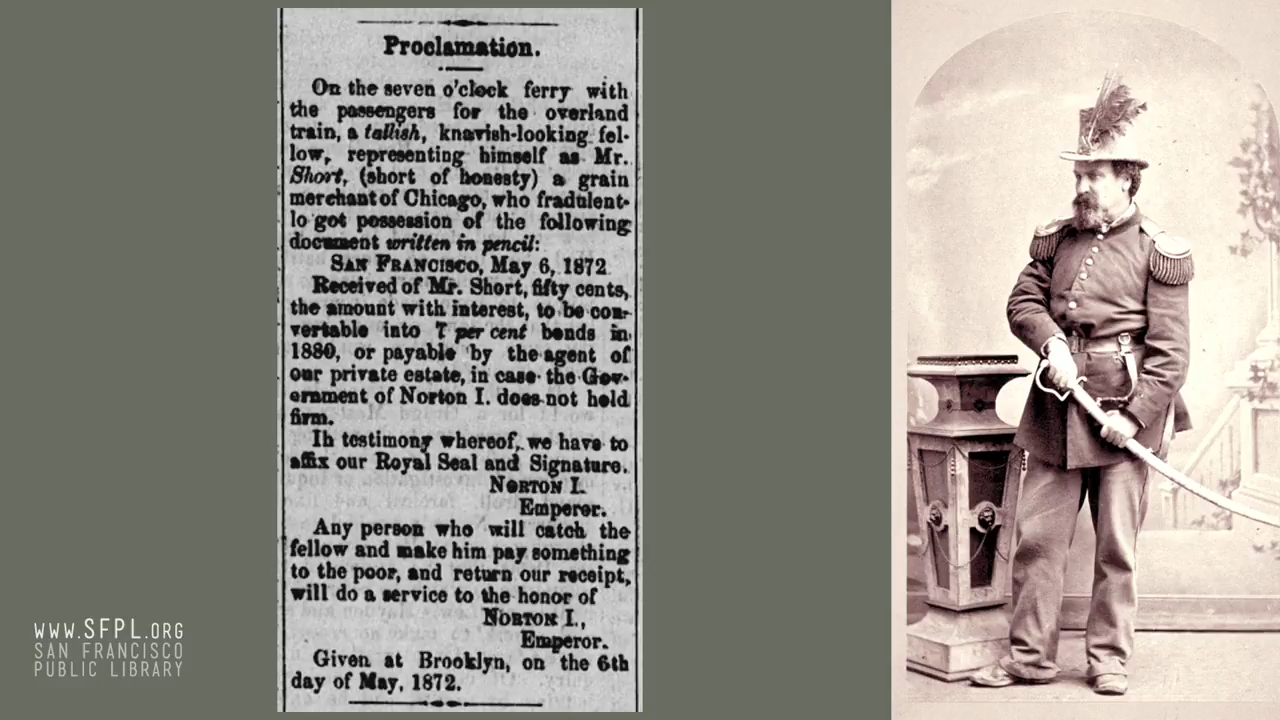 Proclamation.
On the seven o'clock ferry with
the passengers for the overland
train, a tallish, knavish-looking fel-
low, representing himself as Mr.
Short, (short of honesty) a grain
merchant of Chicago, who fradulent-
lo got possession of the following
document written in pencil:
SAN FRANCISCO, May 6, 1872
Received of Mr. Short, fifty cents,
the amount with interest, to be con-
vertable into 7 per cent bonds in
1880, or payable by the agent of
our private estate, in case the Gov-
ernment of Norton I. does not hold
firm.
In testimony whereof, we have to
affix our Royal Seal and Signature.
NORTON I.
Emperor.
Any person who will catch the
fellow and make him pay something
to the poor, and return our receipt,
will do a service to the honor of
NORTON I.,
Emperor.
Given at Brooklyn, on the 6th
day of May, 1872.
WWW.SFPL.ORG
SAN FRANCISCO
PUBLIC LIBRARY